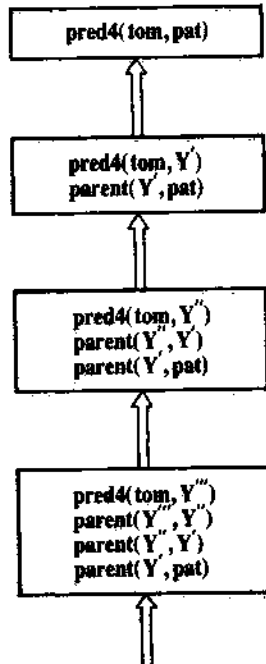 pred4(tom,pat)
pred4(tom,Y')
parent(Y',pat)
pred4(tom,Y'')
parent(Y'',Y')
parent(Y',pat)
pred4(tom,Y''')
parent(Y''',Y'')
parent(Y'',Y')
parent(Y',pat)